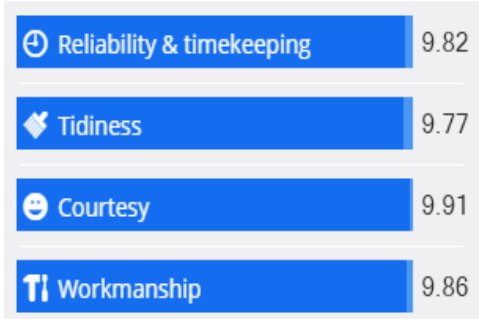 Reliability & timekeeping 9.82
Tidiness 9.77
Courtesy 9.91
Workmanship 9.86